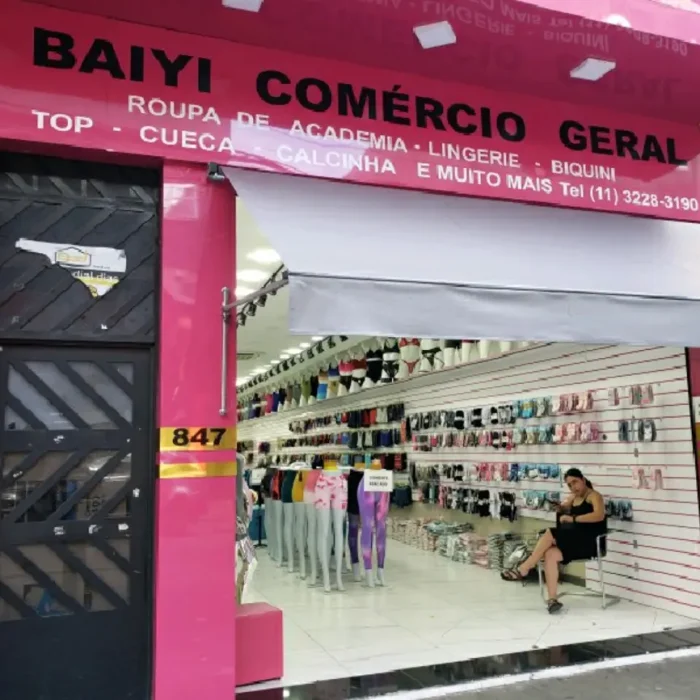 BAIYI COMÉRCIO GERAL
ROUPA DE ACADEMIA • LINGERIE - BIQUINI
TOP - CUECA - CALCINHA E MUITO MAIS Tel (11) 3228-3190
847